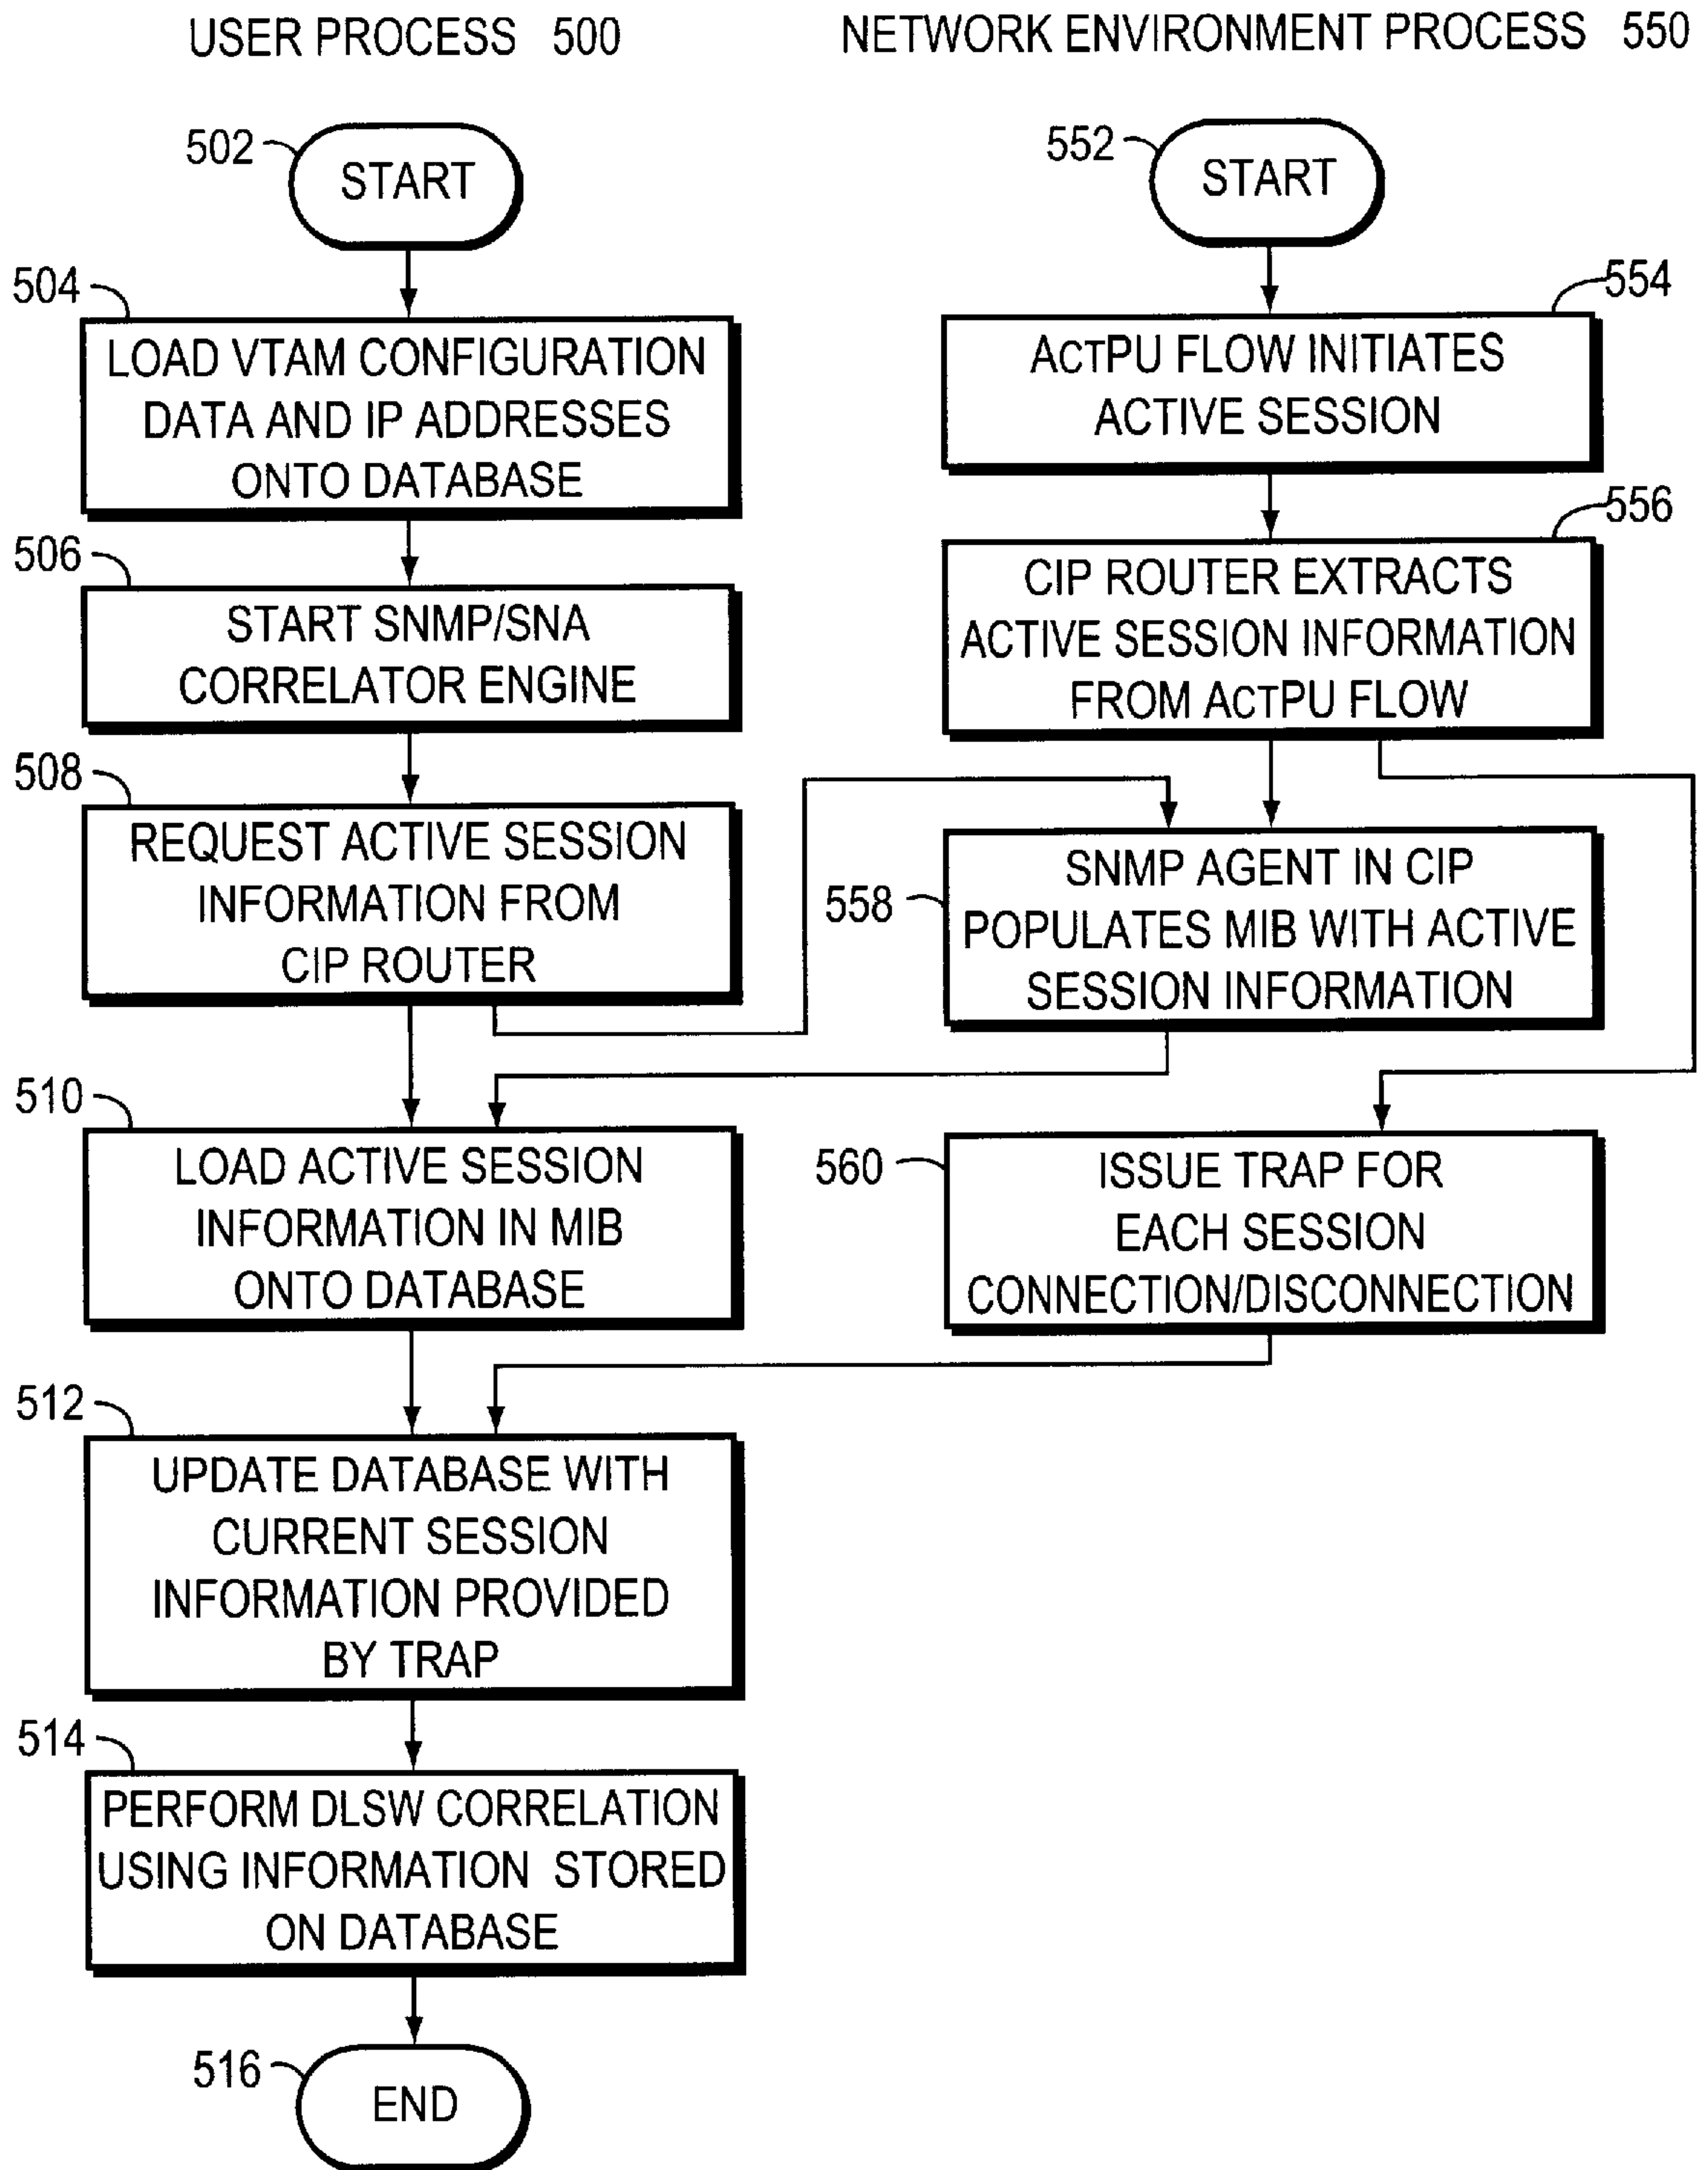 USER PROCESS 500
NETWORK ENVIRONMENT PROCESS 550
502
START
504
LOAD VTAM CONFIGURATION
DATA AND IP ADDRESSES
ONTO DATABASE
506
START SNMP/SNA
CORRELATOR ENGINE
508
REQUEST ACTIVE SESSION
INFORMATION FROM
CIP ROUTER
510
LOAD ACTIVE SESSION
INFORMATION IN MIB
ONTO DATABASE
512
UPDATE DATABASE WITH
CURRENT SESSION
INFORMATION PROVIDED
BY TRAP
514
PERFORM DLSW CORRELATION
USING INFORMATION STORED
ON DATABASE
516
END
552
START
554
ACTPU FLOW INITIATES
ACTIVE SESSION
556
CIP ROUTER EXTRACTS
ACTIVE SESSION INFORMATION
FROM ACTPU FLOW
558
SNMP AGENT IN CIP
POPULATES MIB WITH ACTIVE
SESSION INFORMATION
560
ISSUE TRAP FOR
EACH SESSION
CONNECTION/DISCONNECTION